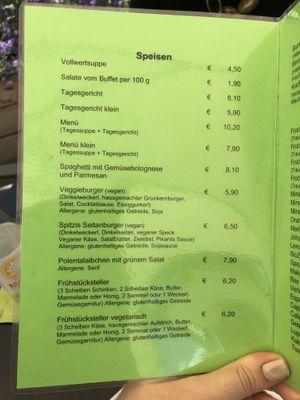 Speisen
Vollwertsuppe € 4,50
Salate vom Buffet per 100 g € 1,90
Tagesgericht € 8,10
Tagesgericht klein € 5,90
Menü € 10,20
(Tagessuppe + Tagesgericht)
Menü klein € 7,90
(Tagessuppe + Tagesgericht)
Spaghetti mit Gemüsebolognese € 8,10
und Parmesan
Veggieburger (vegan) € 5,90
(Dinkelweckerl, hausgemachter Grünkernburger,
Salat, Cocktailsauce, Essiggurkerl)
Allergene: glutenhaltiges Getreide, Soja
Spitzis Seitanburger (vegan) € 6,50
(Dinkelweckerl, Dinkelseitan, veganer Speck
Veganer Käse, Salatblätter, Zwiebel, Pikante Sauce)
Allergene: glutenhaltiges Getreide, Sojasauce
Polentalaibchen mit grünem Salat € 7,90
Allergene: Senf
Frühstücksteller € 6,20
(3 Scheiben Schinken, 2 Scheiben Käse, Butter,
Marmelade oder Honig, 2 Semmel oder 1 Weckerl,
Gemüsegarnitur) Allergene: glutenhaltiges Getreide
Frühstücksteller vegetarisch € 6,20
(3 Scheiben Käse, hausgemachter Aufstrich, Butter,
Marmelade oder Honig, 2 Semmel oder 1 Weckerl,
Gemüsegarnitur) Allergene: glutenhaltiges Getreide